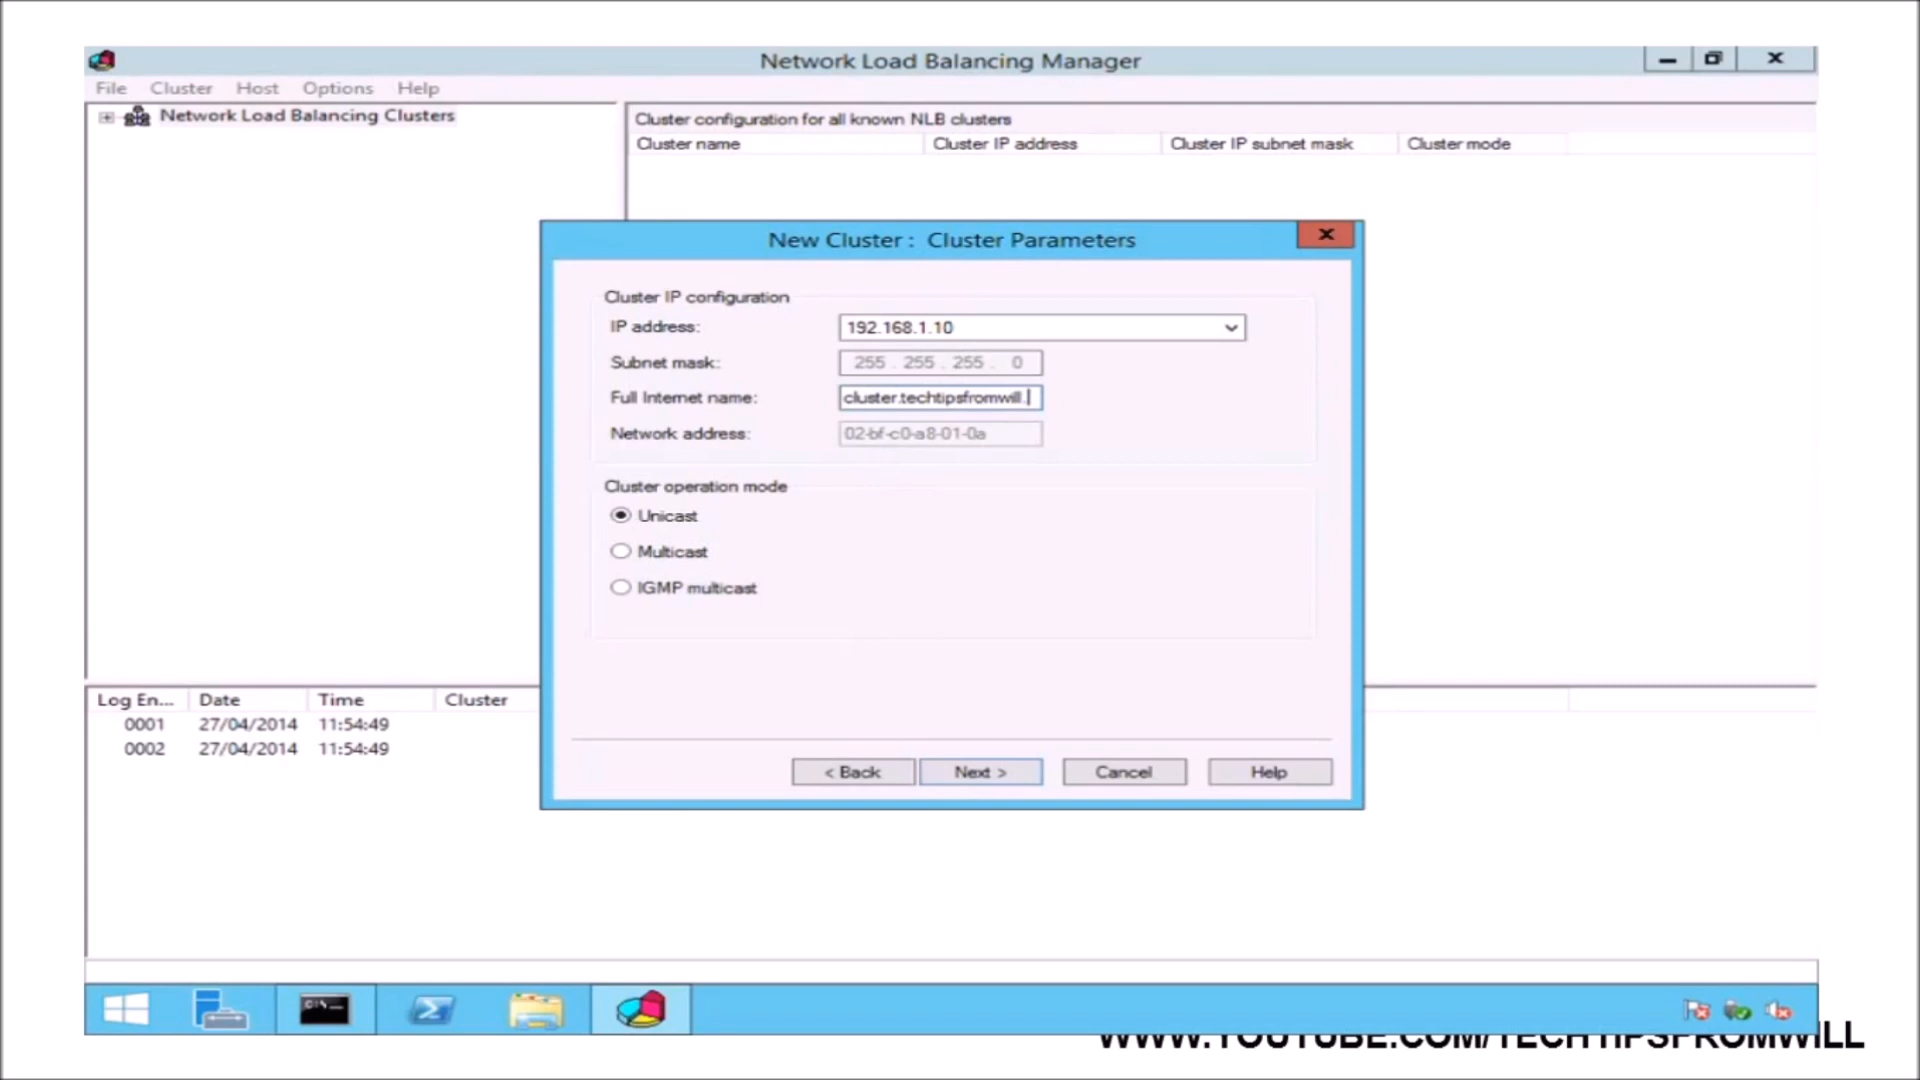 Network Load Balancing Manager
File Cluster Host Options Help
Network Load Balancing Clusters
Cluster configuration for all known NLB clusters
Cluster name Cluster IP address Cluster IP subnet mask Cluster mode
New Cluster : Cluster Parameters
Cluster IP configuration
IP address: 192.168.1.10
Subnet mask: 255 . 255 . 255 . 0
Full Internet name: cluster.techtipsfromwill.
Network address: 02-bf-c0-a8-01-0a
Cluster operation mode
Unicast
Multicast
IGMP multicast
< Back Next > Cancel Help
Log En... Date Time Cluster
0001 27/04/2014 11:54:49
0002 27/04/2014 11:54:49
C:\
WWW.YOUTUBE.COM/TECHTIPSFROMWILL